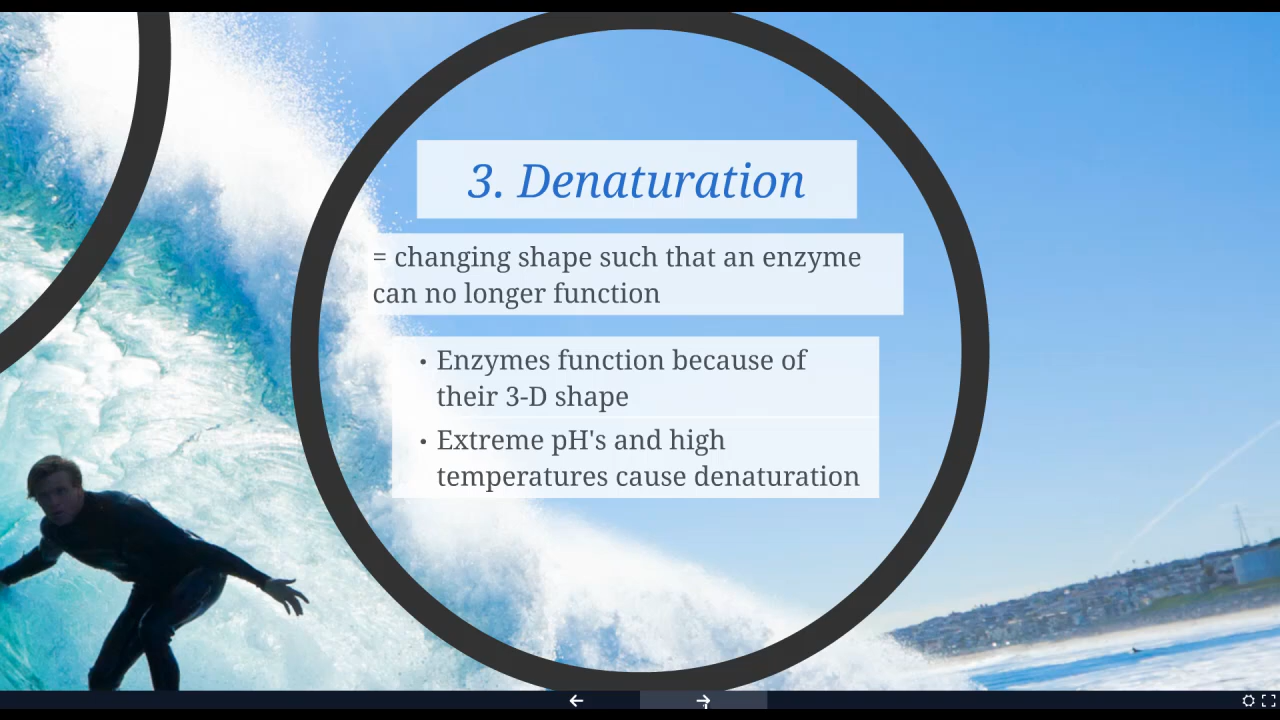 3. Denaturation
= changing shape such that an enzyme
can no longer function
• Enzymes function because of
their 3-D shape
• Extreme pH's and high
temperatures cause denaturation